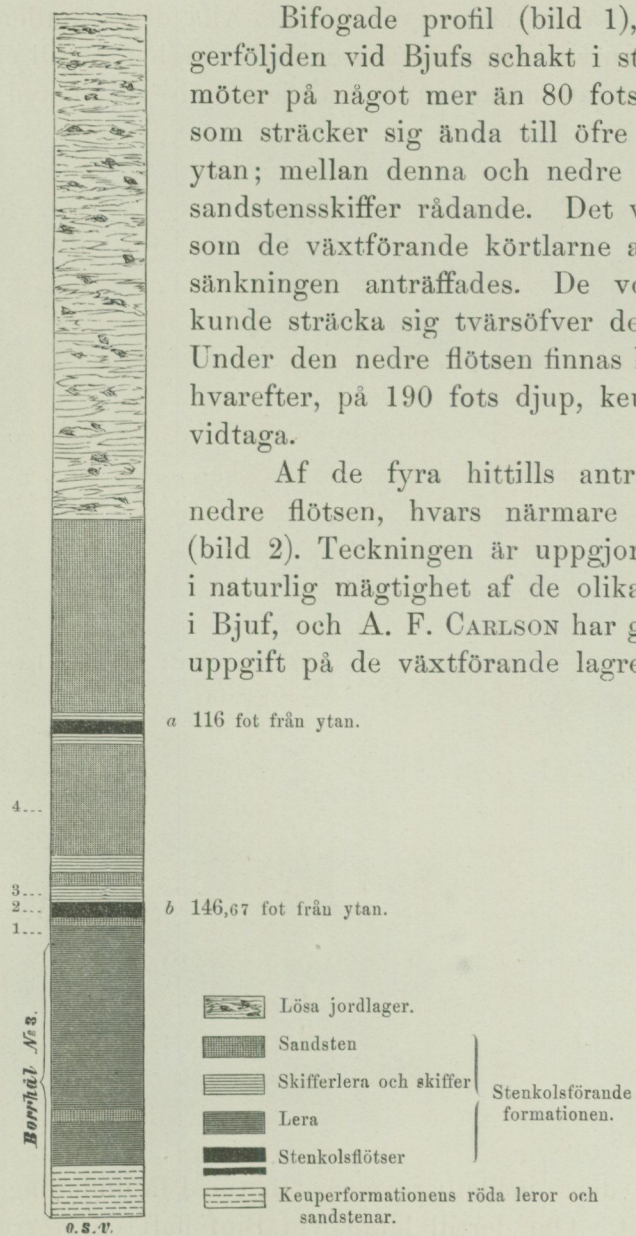 Bifogade profil (bild 1),
gerföljden vid Bjufs schakt i st
möter på något mer än 80 fots
som sträcker sig ända till öfre
ytan; mellan denna och nedre
sandstensskiffer rådande. Det v
som de växtförande körtlarne a
sänkningen anträffades. De vo
kunde sträcka sig tvärsöfver de
Under den nedre flötsen finnas
hvarefter, på 190 fots djup, keu
vidtaga.
Af de fyra hittills antr
nedre flötsen, hvars närmare
(bild 2). Teckningen är uppgjor
i naturlig mägtighet af de olika
i Bjuf, och A. F. CARLSON har g
uppgift på de växtförande lagre
a 116 fot från ytan.
4...
3...
2...
b 146,67 fot från ytan.
1...
Borrhål № 3.
Lösa jordlager.
Sandsten
Skifferlera och skiffer
Lera
Stenkolsflötser
Stenkolsförande
formationen.
Keuperformationens röda leror och
sandstenar.
O.S.V.